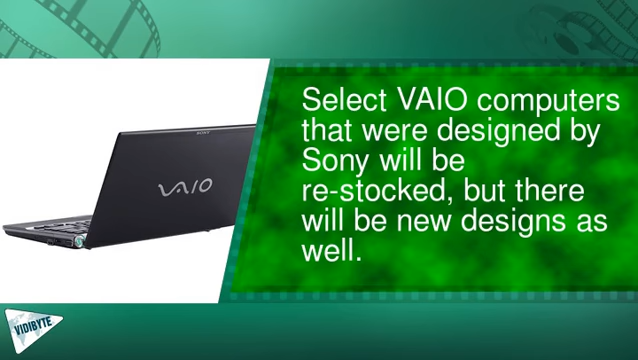 Select VAIO computers
that were designed by
Sony will be
re-stocked, but there
will be new designs as
well.
SONY
VAIO
VIDIBYTE